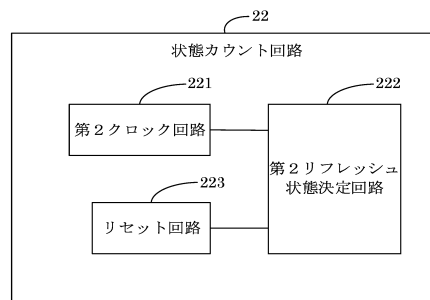 22
状態カウント回路
221
222
第2クロック回路
第2リフレッシュ
状態決定回路
223
リセット回路